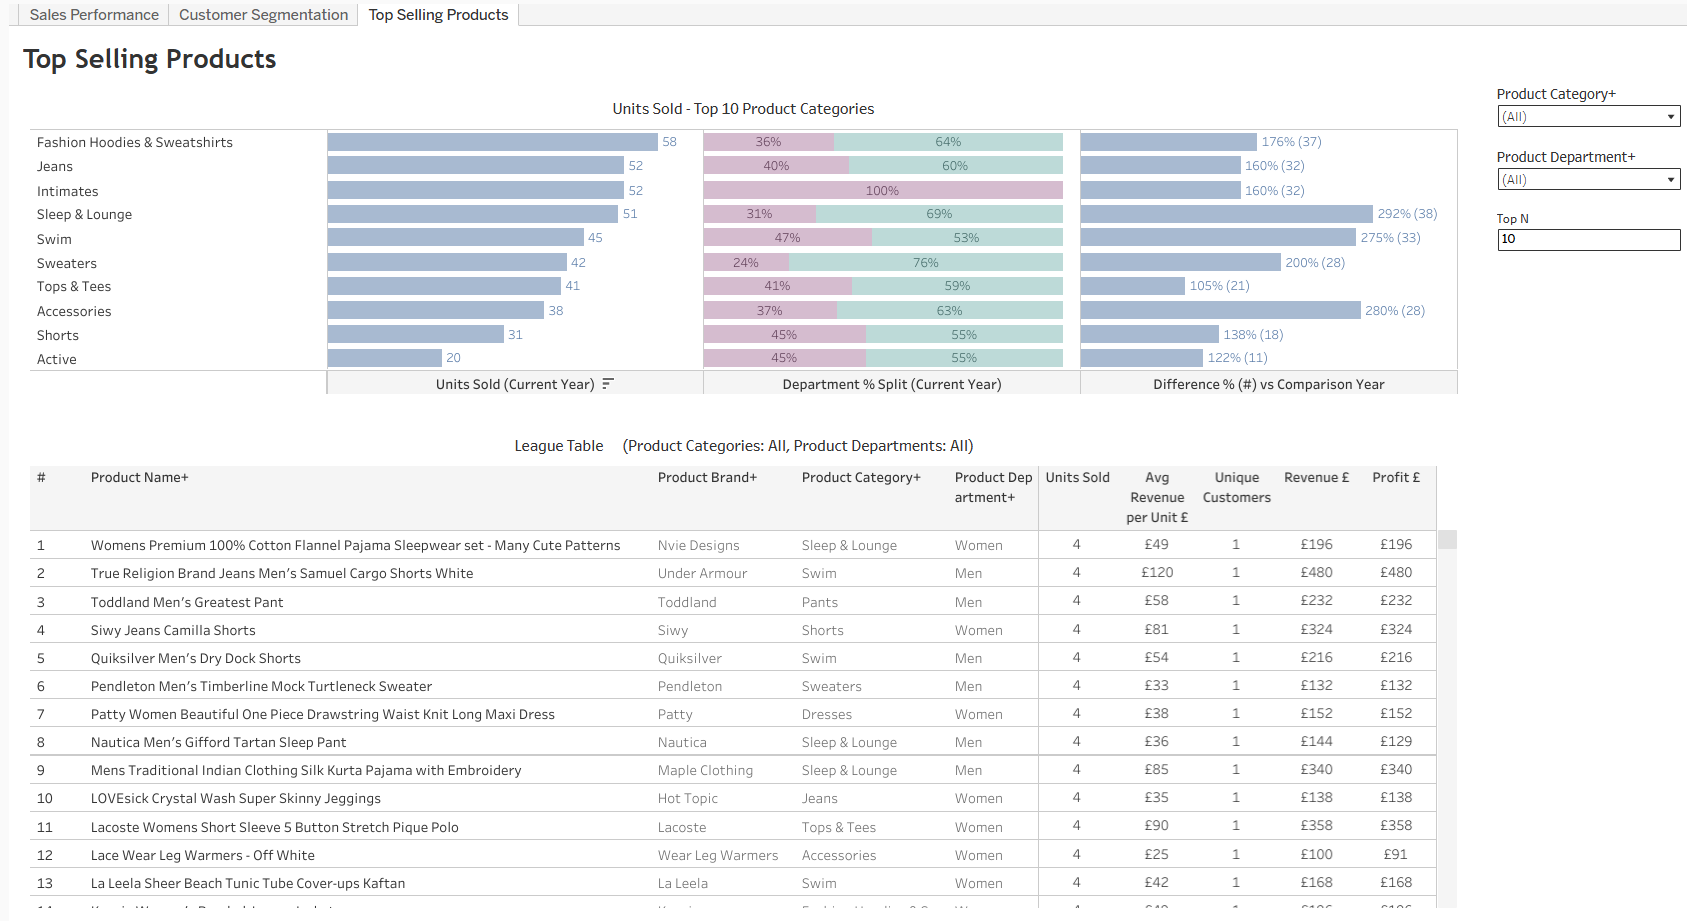 Sales Performance Customer Segmentation Top Selling Products
Top Selling Products
Units Sold - Top 10 Product Categories
Product Category+
(All)
Product Department+
(All)
Top N
10
Fashion Hoodies & Sweatshirts 58 36% 64% 176% (37)
Jeans 52 40% 60% 160% (32)
Intimates 52 100% 160% (32)
Sleep & Lounge 51 31% 69% 292% (38)
Swim 45 47% 53% 275% (33)
Sweaters 42 24% 76% 200% (28)
Tops & Tees 41 41% 59% 105% (21)
Accessories 38 37% 63% 280% (28)
Shorts 31 45% 55% 138% (18)
Active 20 45% 55% 122% (11)
Units Sold (Current Year) Department % Split (Current Year) Difference % (#) vs Comparison Year
League Table (Product Categories: All, Product Departments: All)
# Product Name+ Product Brand+ Product Category+ Product Dep Units Sold Avg Unique Revenue £ Profit £
artment+ Revenue Customers
per Unit £
1 Womens Premium 100% Cotton Flannel Pajama Sleepwear set - Many Cute Patterns Nvie Designs Sleep & Lounge Women 4 £49 1 £196 £196
2 True Religion Brand Jeans Men's Samuel Cargo Shorts White Under Armour Swim Men 4 £120 1 £480 £480
3 Toddland Men's Greatest Pant Toddland Pants Men 4 £58 1 £232 £232
4 Siwy Jeans Camilla Shorts Siwy Shorts Women 4 £81 1 £324 £324
5 Quiksilver Men's Dry Dock Shorts Quiksilver Swim Men 4 £54 1 £216 £216
6 Pendleton Men's Timberline Mock Turtleneck Sweater Pendleton Sweaters Men 4 £33 1 £132 £132
7 Patty Women Beautiful One Piece Drawstring Waist Knit Long Maxi Dress Patty Dresses Women 4 £38 1 £152 £152
8 Nautica Men's Gifford Tartan Sleep Pant Nautica Sleep & Lounge Men 4 £36 1 £144 £129
9 Mens Traditional Indian Clothing Silk Kurta Pajama with Embroidery Maple Clothing Sleep & Lounge Men 4 £85 1 £340 £340
10 LOVEsick Crystal Wash Super Skinny Jeggings Hot Topic Jeans Women 4 £35 1 £138 £138
11 Lacoste Womens Short Sleeve 5 Button Stretch Pique Polo Lacoste Tops & Tees Women 4 £90 1 £358 £358
12 Lace Wear Leg Warmers - Off White Wear Leg Warmers Accessories Women 4 £25 1 £100 £91
13 La Leela Sheer Beach Tunic Tube Cover-ups Kaftan La Leela Swim Women 4 £42 1 £168 £168